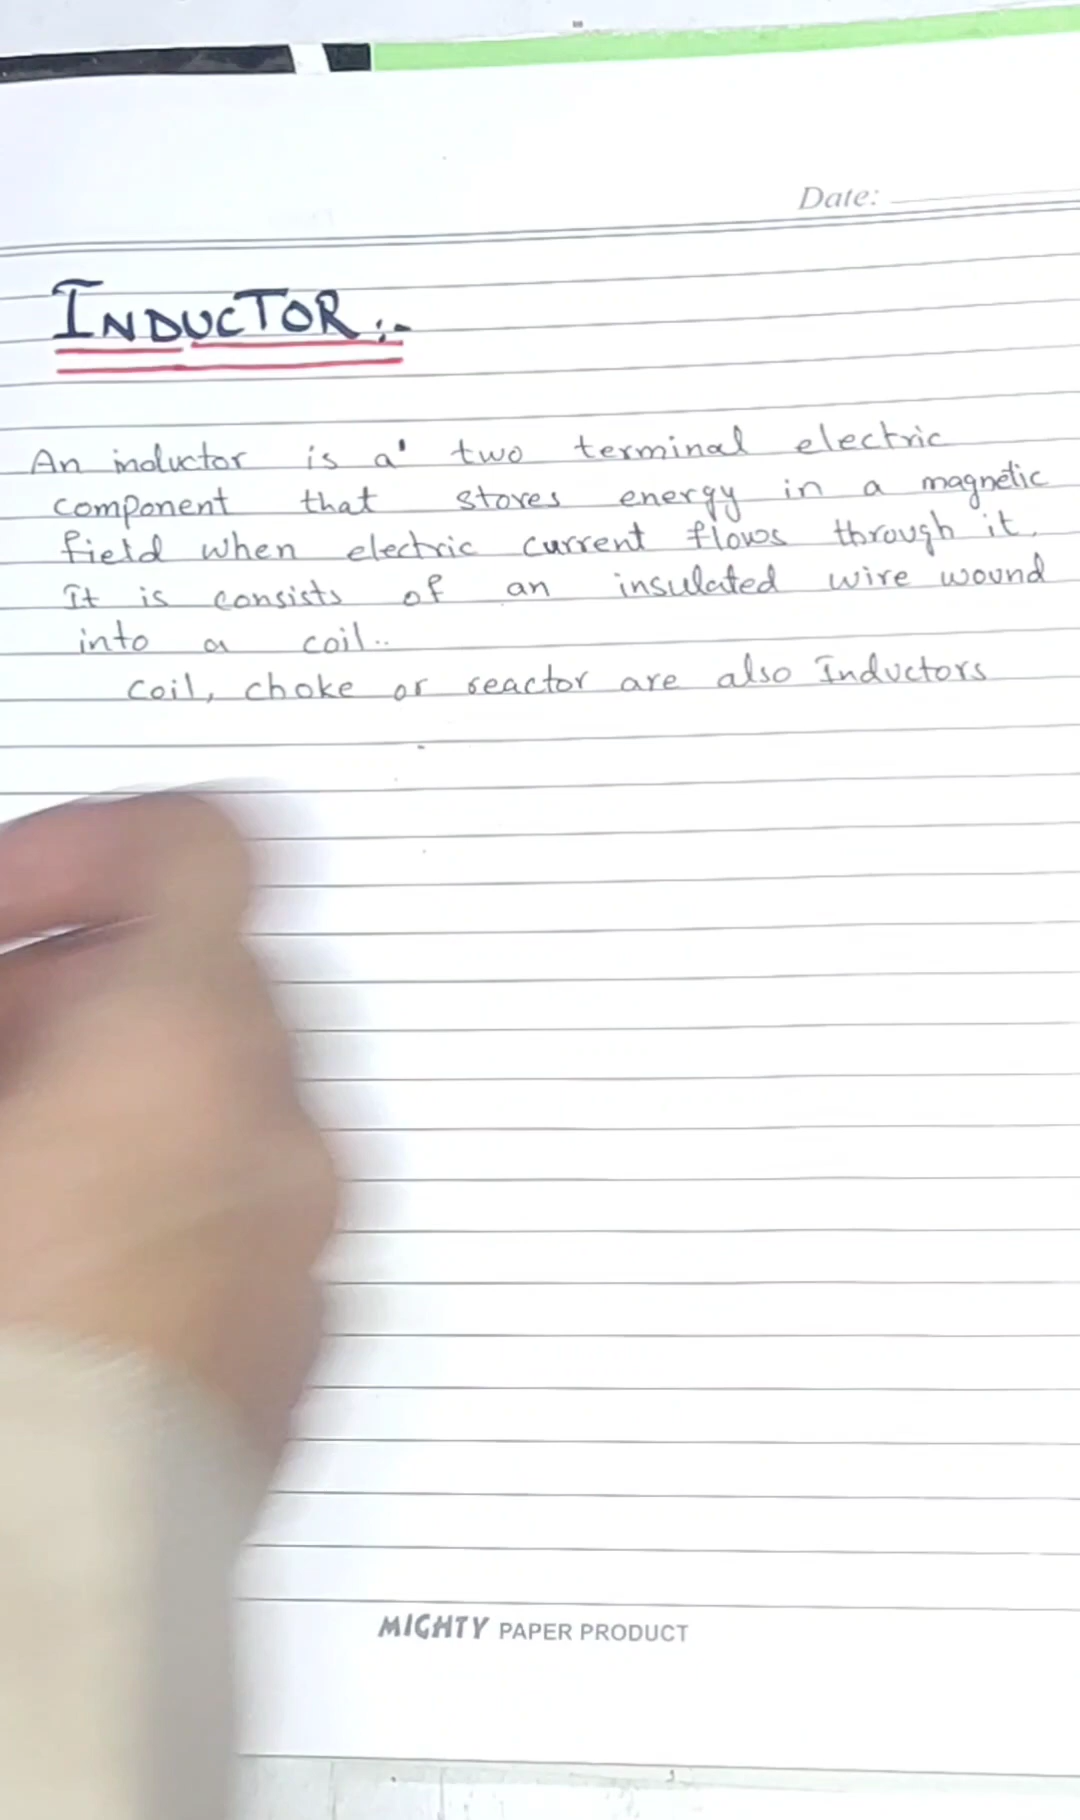 Date:
INDUCTOR :-
An inductor is a' two terminal electric
component that stores energy in a magnetic
field when electric current flows through it.
It is consists of an insulated wire wound
into a coil..
Coil, choke or reactor are also Inductors
MIGHTY PAPER PRODUCT